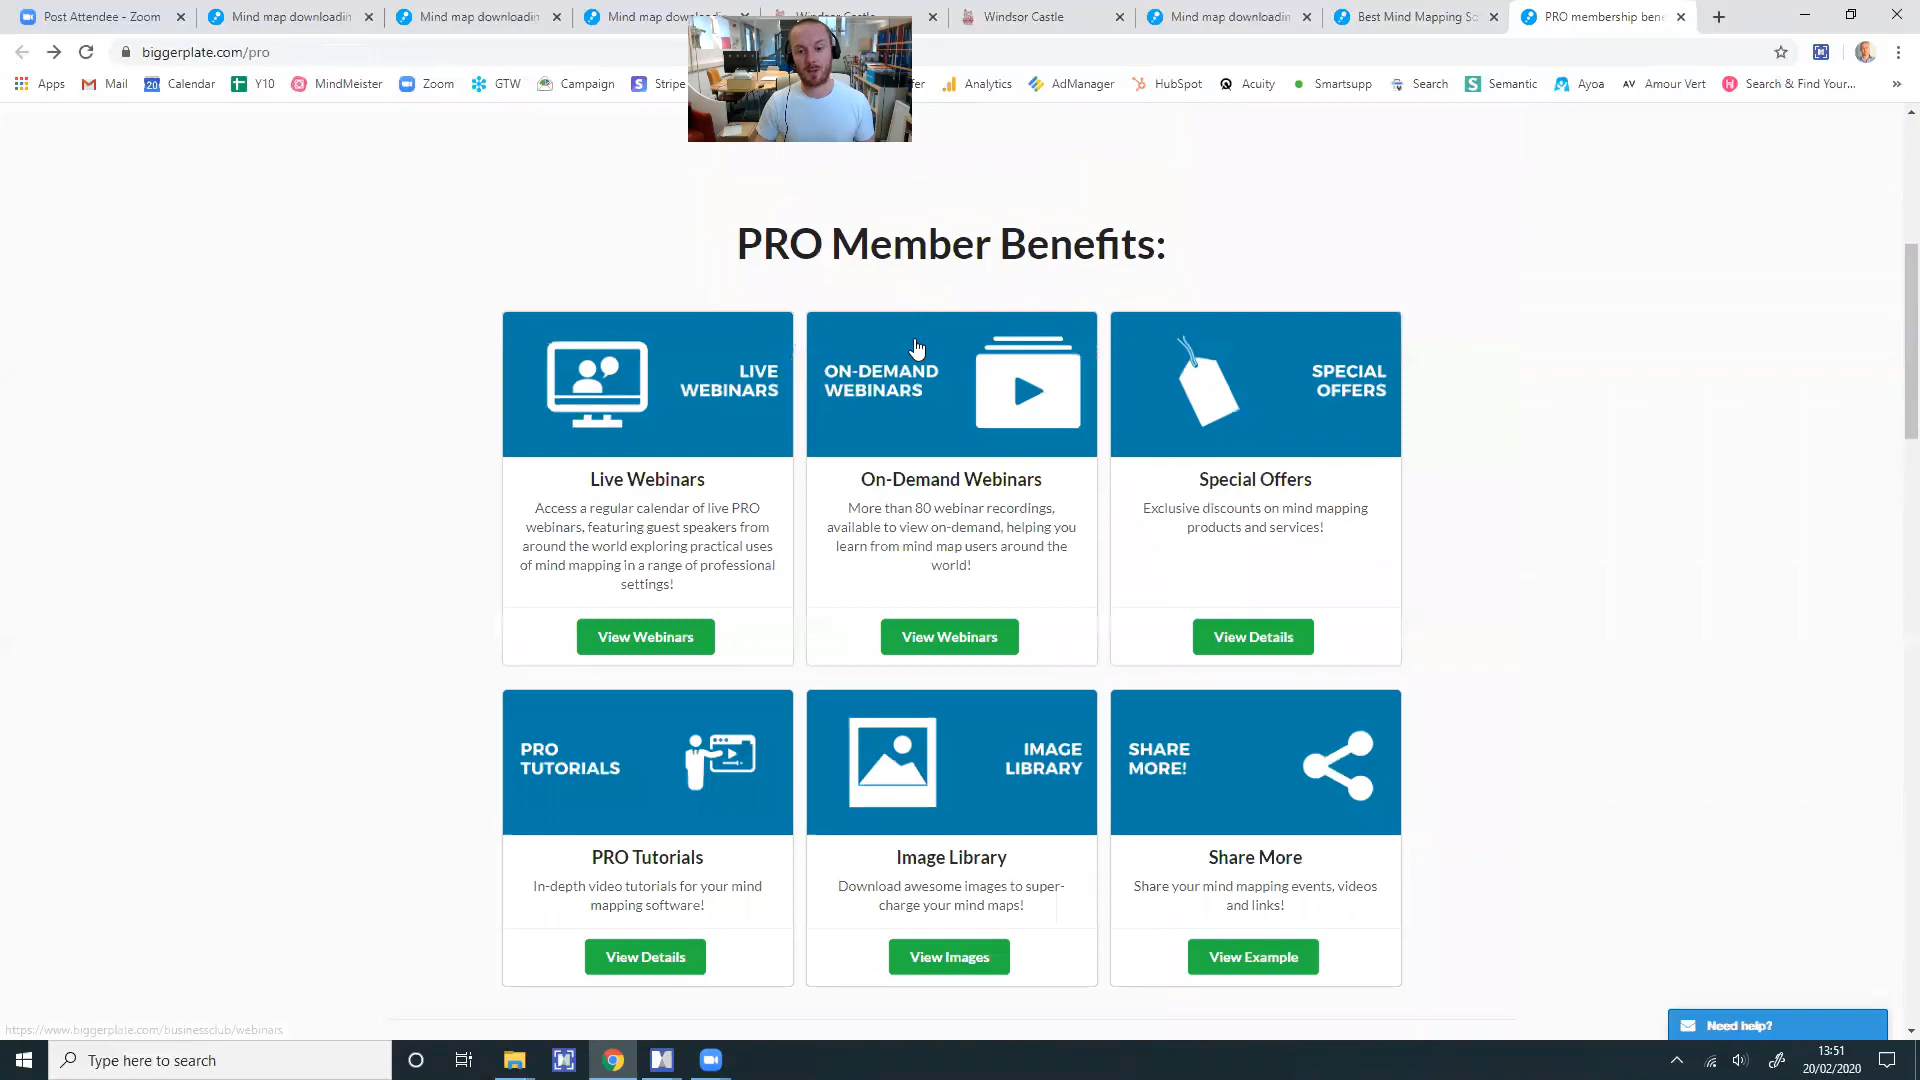 Post Attendee - Zoom
Mind map downloadin
Mind map downloadin
Mind map
Windsor Castle
Windsor Castle
Mind map downloadin
Best Mind Mapping So
PRO membership ben
biggerplate.com/pro
Apps
Mail
Calendar
Y10
MindMeister
Zoom
GTW
Campaign
Stripe
Analytics
AdManager
HubSpot
Acuity
Smartsupp
Search
Semantic
Ayoa
AV Amour Vert
Search & Find Your...
PRO Member Benefits:
LIVE
WEBINARS
ON-DEMAND
WEBINARS
SPECIAL
OFFERS
Live Webinars
Access a regular calendar of live PRO
webinars, featuring guest speakers from
around the world exploring practical uses
of mind mapping in a range of professional
settings!
View Webinars
On-Demand Webinars
More than 80 webinar recordings,
available to view on-demand, helping you
learn from mind map users around the
world!
View Webinars
Special Offers
Exclusive discounts on mind mapping
products and services!
View Details
PRO
TUTORIALS
IMAGE
LIBRARY
SHARE
MORE!
PRO Tutorials
In-depth video tutorials for your mind
mapping software!
View Details
Image Library
Download awesome images to super-
charge your mind maps!
View Images
Share More
Share your mind mapping events, videos
and links!
View Example
https://www.biggerplate.com/businessclub/webinars
Need help?
Type here to search
13:51
20/02/2020